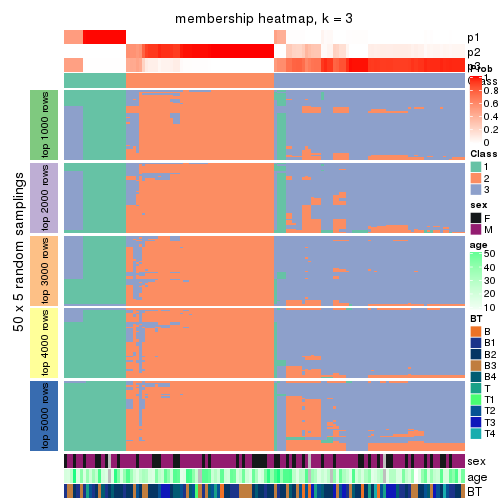 membership heatmap, k = 3
p1
p2
p3
Class
top 1000 rows
top 2000 rows
top 3000 rows
top 4000 rows
top 5000 rows
50 x 5 random samplings
sex
age
BT
Prob
1
0.8
0.6
0.4
0.2
0
Class
1
2
3
sex
F
M
age
50
40
30
20
10
BT
B
B1
B2
B3
B4
T
T1
T2
T3
T4